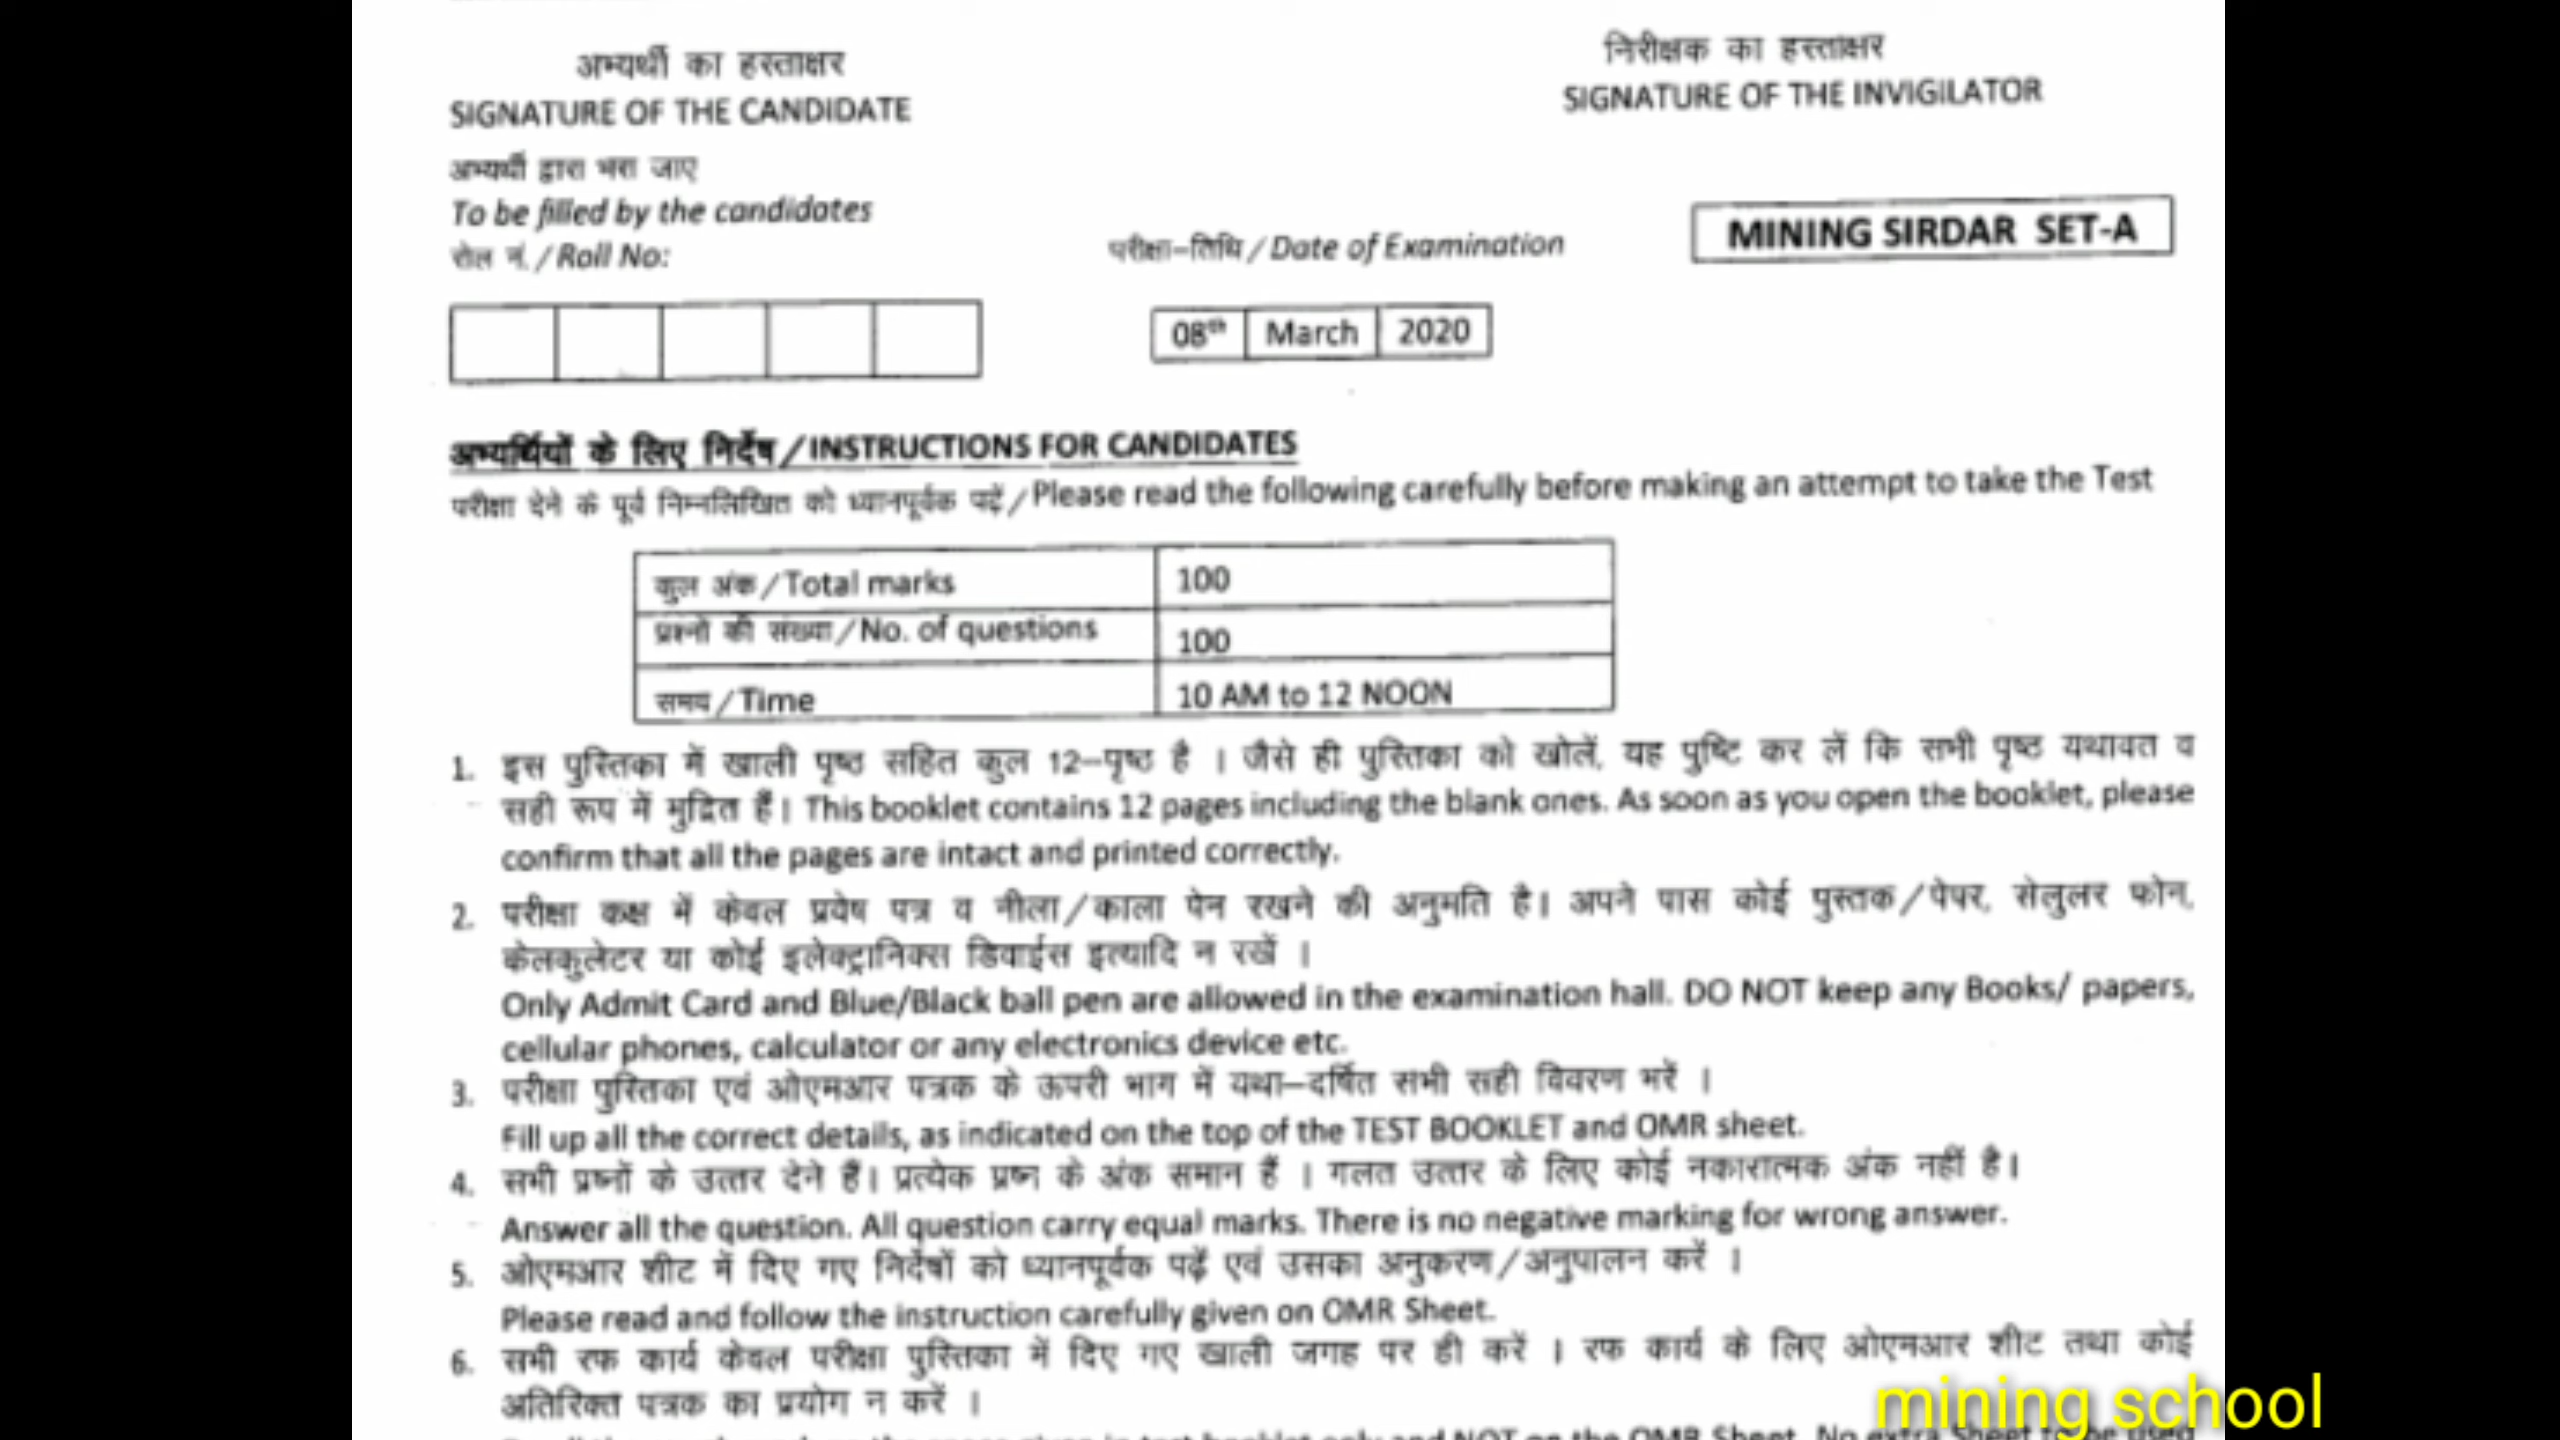 अभ्यर्थी का हस्ताक्षर
निरीक्षक का हस्ताक्षर
SIGNATURE OF THE CANDIDATE
SIGNATURE OF THE INVIGILATOR
अभ्यर्थी द्वारा भरा जाए
To be filled by the candidates
रोल नं./Roll No:
परीक्षा–तिथि/Date of Examination
MINING SIRDAR SET-A
08th March 2020
अभ्यर्थियों के लिए निर्देष/INSTRUCTIONS FOR CANDIDATES
परीक्षा देने के पूर्व निम्नलिखित को ध्यानपूर्वक पढ़ें/Please read the following carefully before making an attempt to take the Test
कुल अंक/Total marks 100
प्रश्नों की संख्या/No. of questions 100
समय/Time 10 AM to 12 NOON
1. इस पुस्तिका में खाली पृष्ठ सहित कुल 12–पृष्ठ है । जैसे ही पुस्तिका को खोलें, यह पुष्टि कर लें कि सभी पृष्ठ यथावत व
सही रूप में मुद्रित हैं। This booklet contains 12 pages including the blank ones. As soon as you open the booklet, please
confirm that all the pages are intact and printed correctly.
2. परीक्षा कक्ष में केवल प्रवेष पत्र व नीला/काला पेन रखने की अनुमति है। अपने पास कोई पुस्तक/पेपर, सेलुलर फोन,
केलकुलेटर या कोई इलेक्ट्रानिक्स डिवाईस इत्यादि न रखें ।
Only Admit Card and Blue/Black ball pen are allowed in the examination hall. DO NOT keep any Books/ papers,
cellular phones, calculator or any electronics device etc.
3. परीक्षा पुस्तिका एवं ओएमआर पत्रक के ऊपरी भाग में यथा–दर्षित सभी सही विवरण भरें ।
Fill up all the correct details, as indicated on the top of the TEST BOOKLET and OMR sheet.
4. सभी प्रष्नों के उत्तर देने हैं। प्रत्येक प्रष्न के अंक समान हैं । गलत उत्तर के लिए कोई नकारात्मक अंक नहीं है।
Answer all the question. All question carry equal marks. There is no negative marking for wrong answer.
5. ओएमआर शीट में दिए गए निर्देषों को ध्यानपूर्वक पढ़ें एवं उसका अनुकरण/अनुपालन करें ।
Please read and follow the instruction carefully given on OMR Sheet.
6. सभी रफ कार्य केवल परीक्षा पुस्तिका में दिए गए खाली जगह पर ही करें । रफ कार्य के लिए ओएमआर शीट तथा कोई
अतिरिक्त पत्रक का प्रयोग न करें ।
mining school